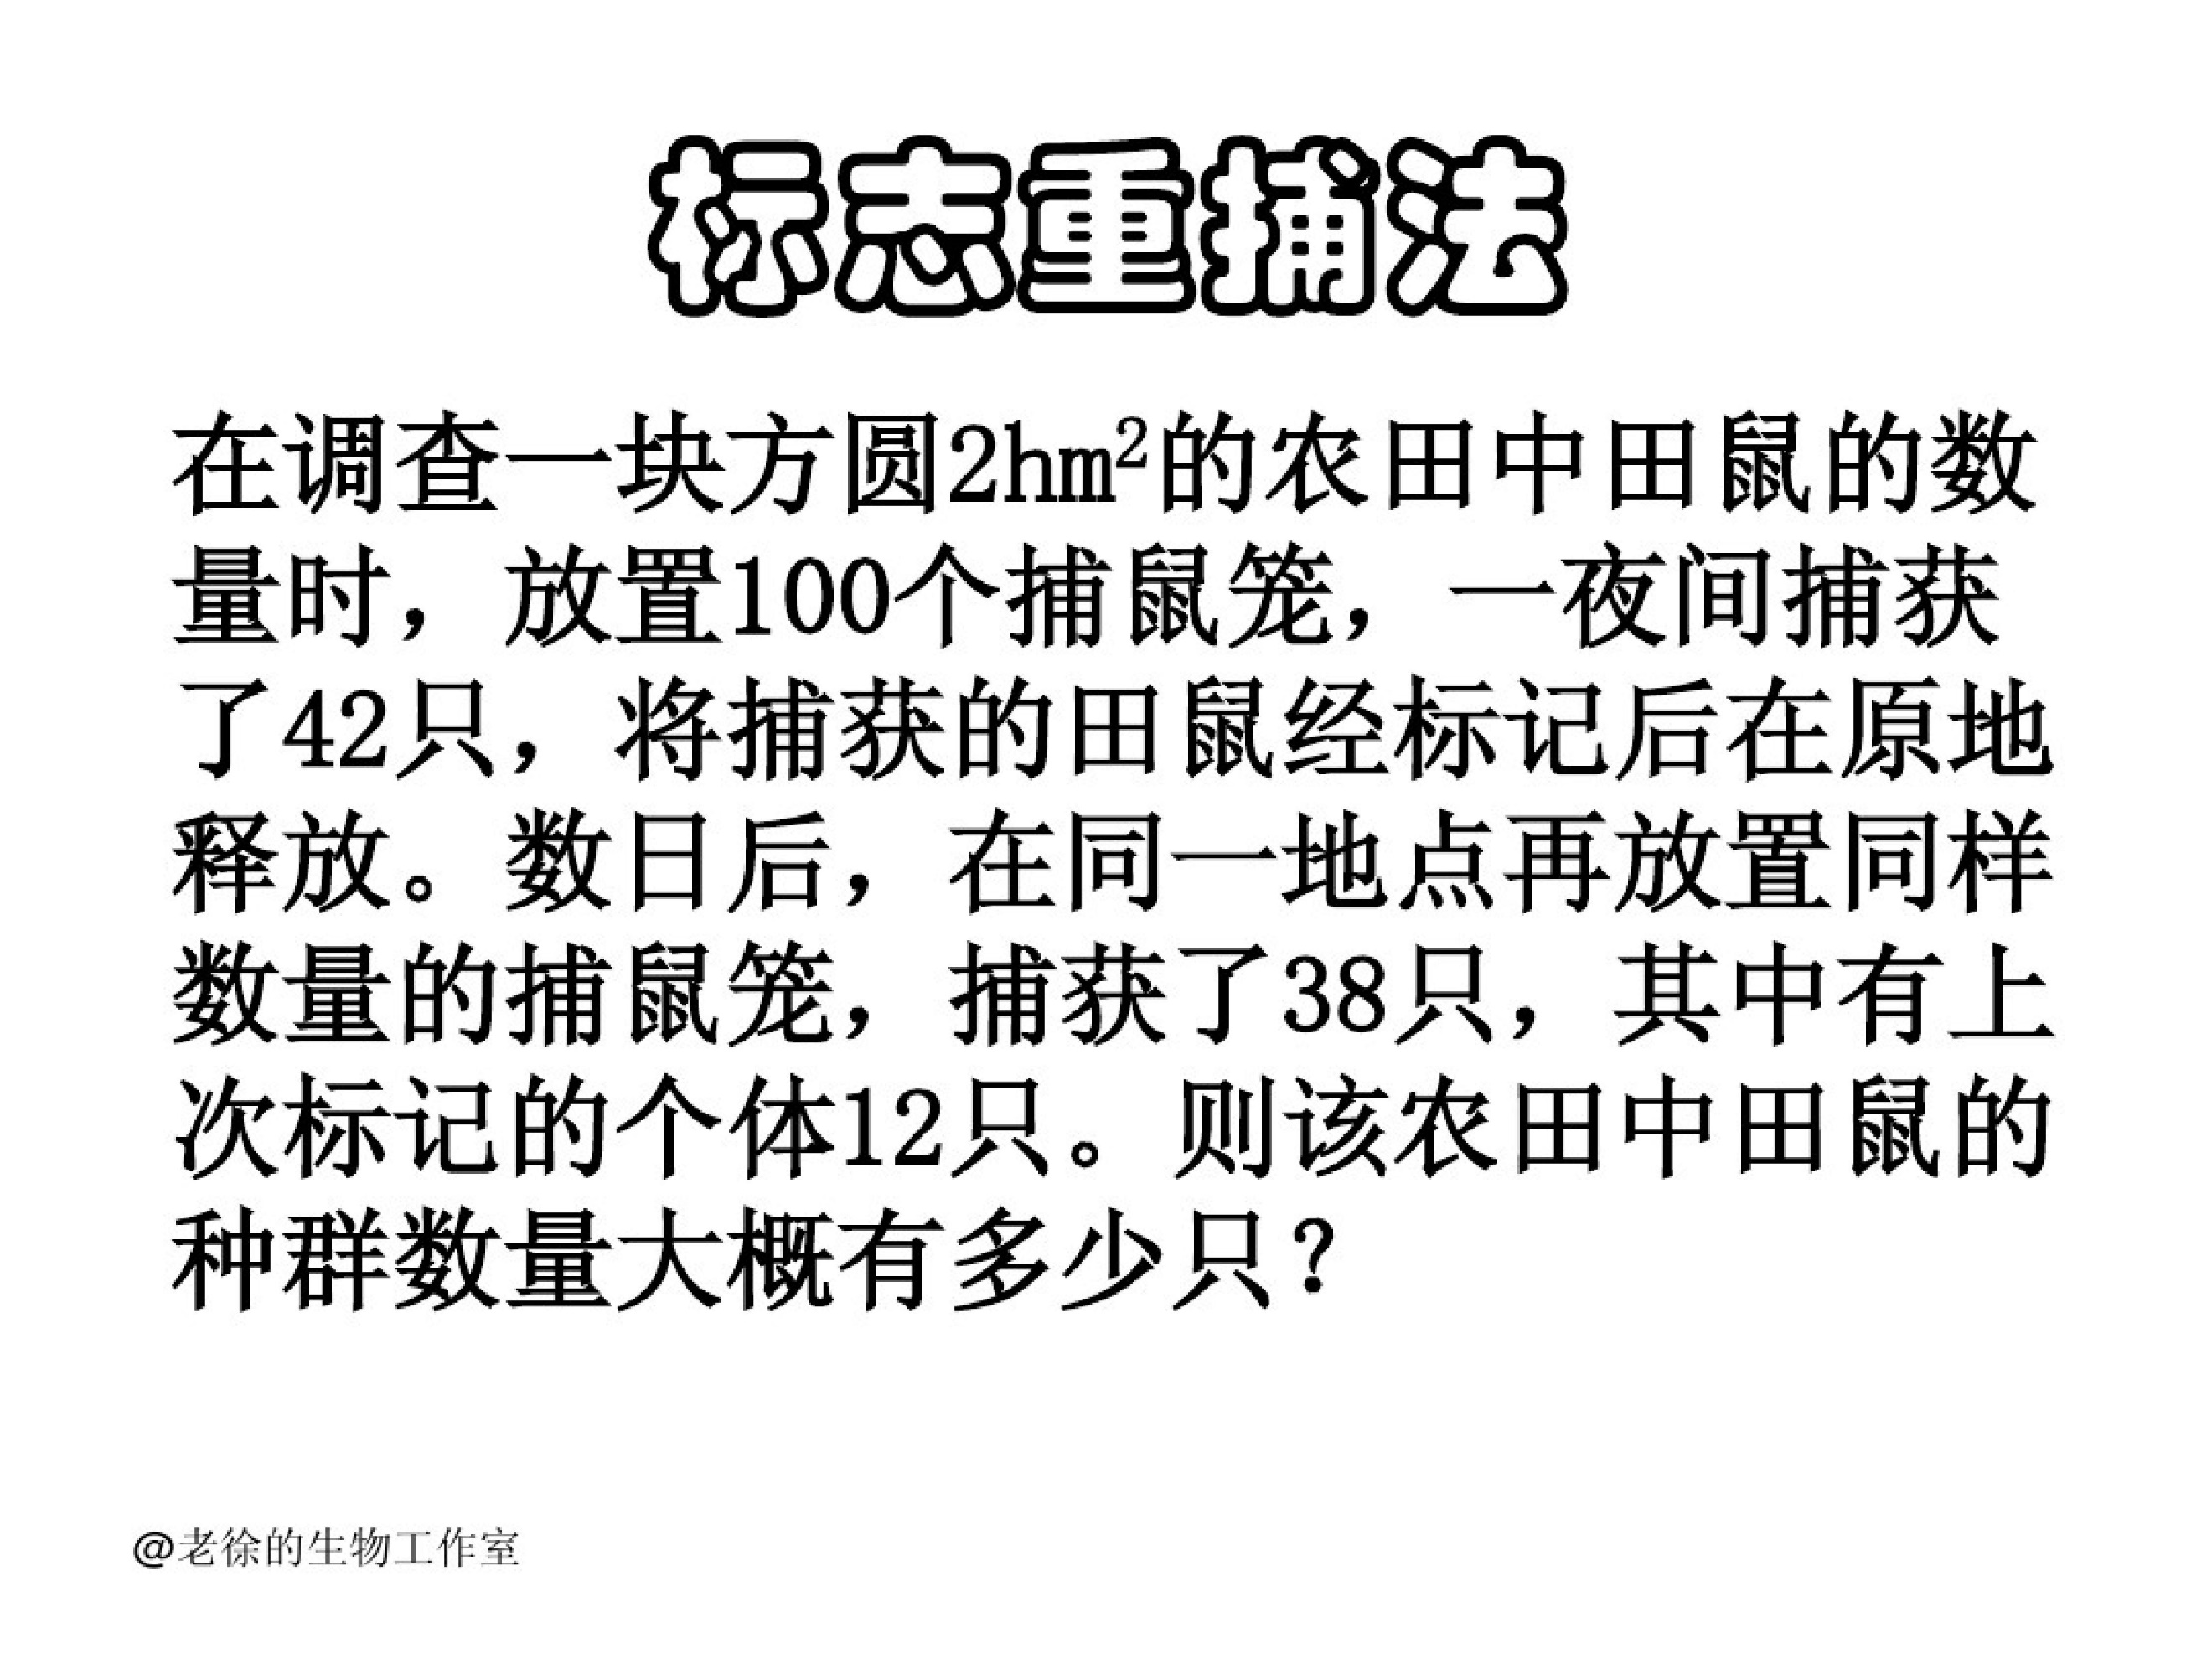 标志重捕法
在调查一块方圆2hm²的农田中田鼠的数
量时，放置100个捕鼠笼，一夜间捕获
了42只，将捕获的田鼠经标记后在原地
释放。数日后，在同一地点再放置同样
数量的捕鼠笼，捕获了38只，其中有上
次标记的个体12只。则该农田中田鼠的
种群数量大概有多少只？
@老徐的生物工作室